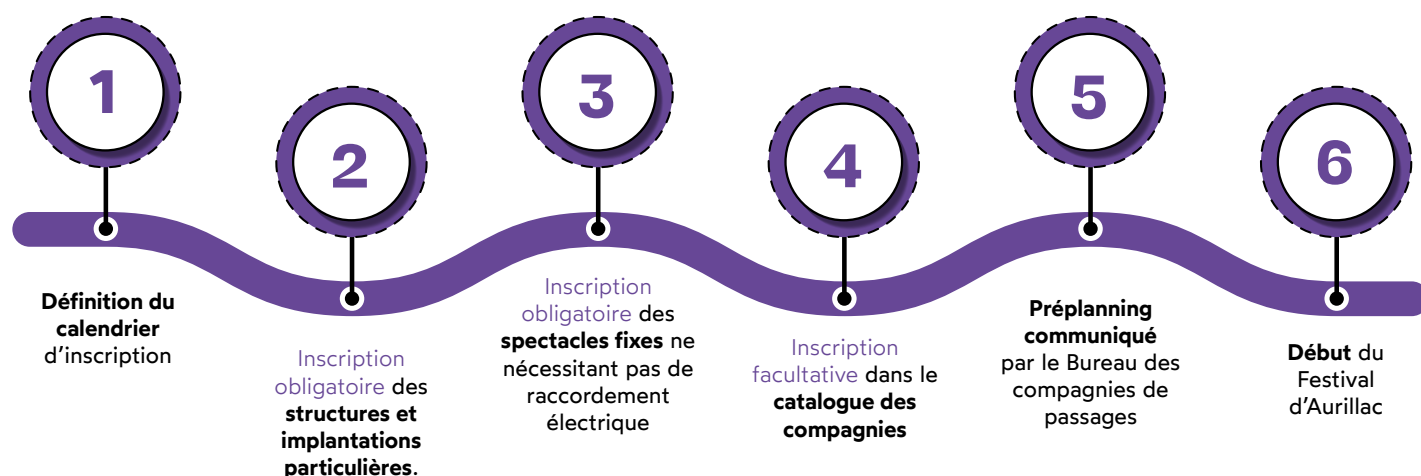 1
Définition du
calendrier
d'inscription
2
Inscription
obligatoire des
structures et
implantations
particulières.
3
Inscription
obligatoire des
spectacles fixes ne
nécessitant pas de
raccordement
électrique
4
Inscription
facultative dans le
catalogue des
compagnies
5
Préplanning
communiqué
par le Bureau des
compagnies de
passages
6
Début du
Festival
d'Aurillac